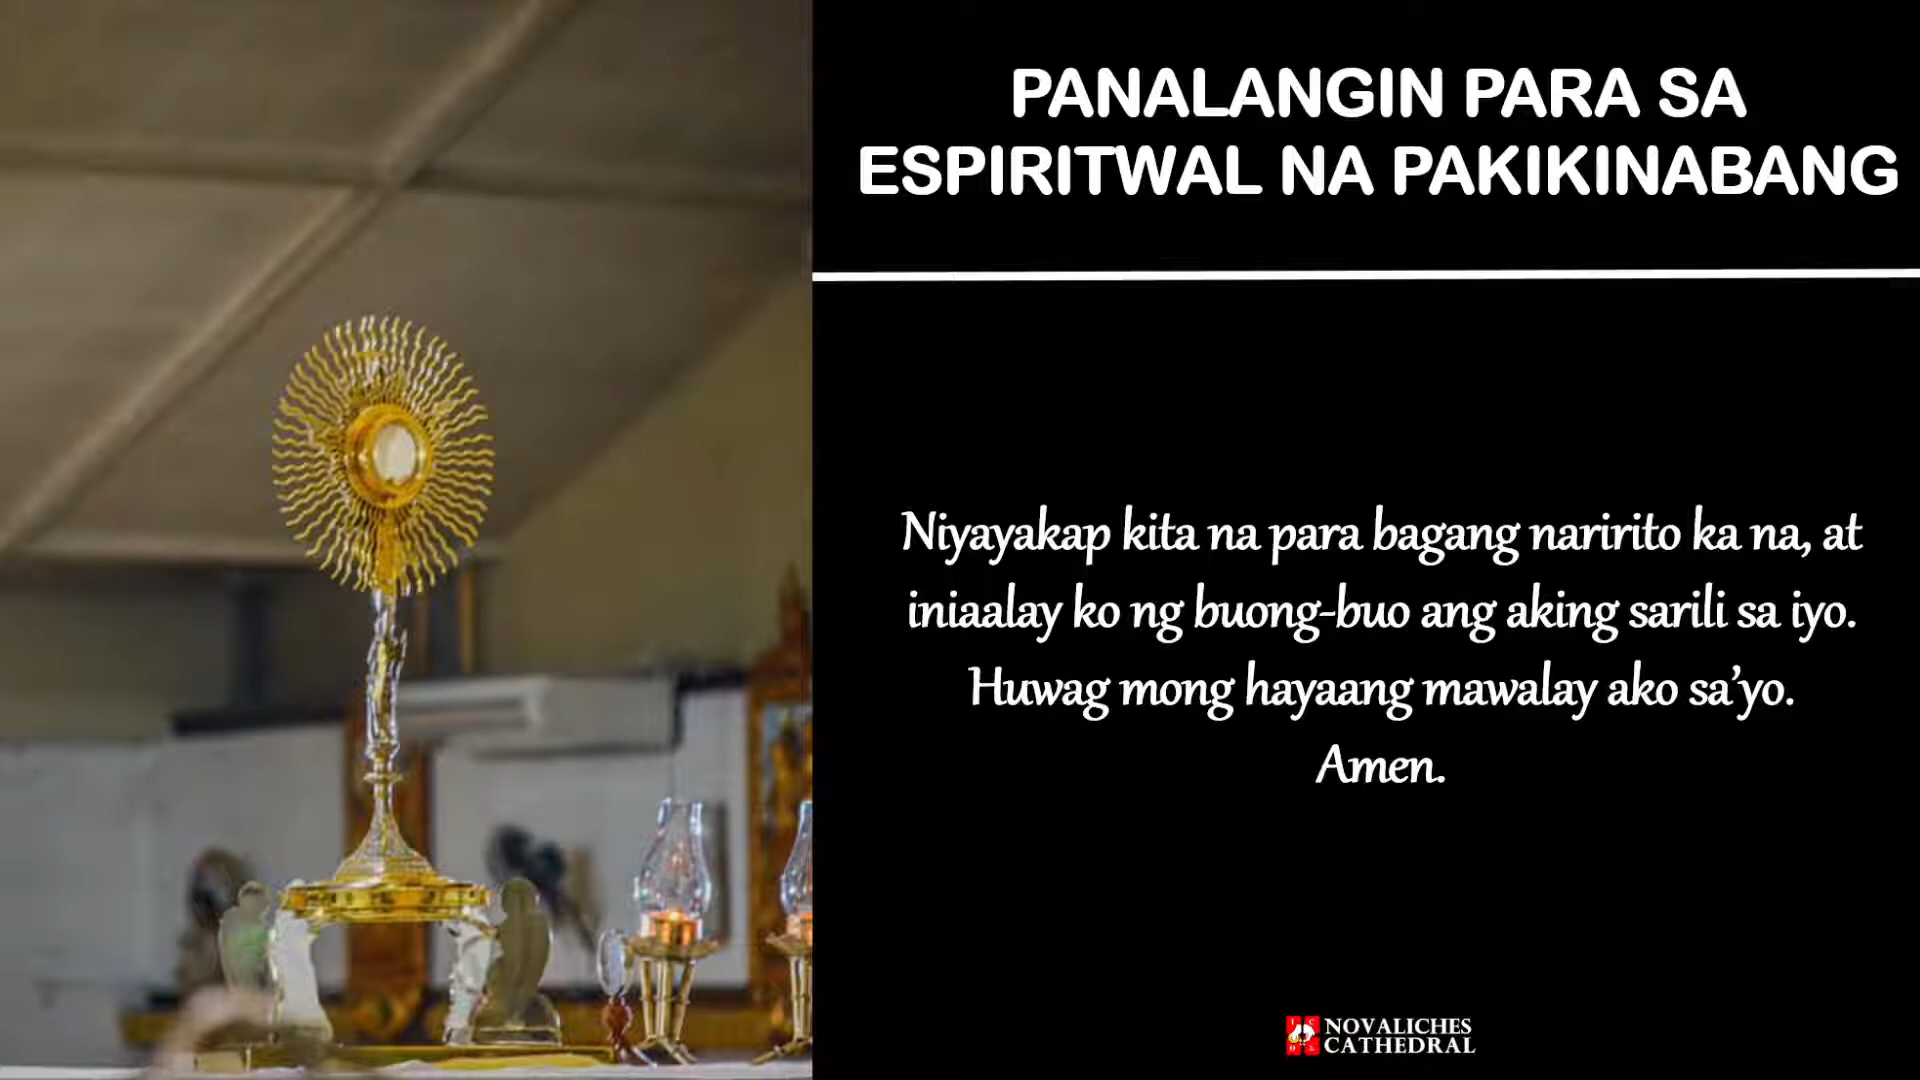 PANALANGIN PARA SA
ESPIRITWAL NA PAKIKINABANG
Niyayakap kita na para bagang naririto ka na, at
iniaalay ko ng buong-buo ang aking sarili sa iyo.
Huwag mong hayaang mawalay ako sa'yo.
Amen.
NOVALICHES
CATHEDRAL